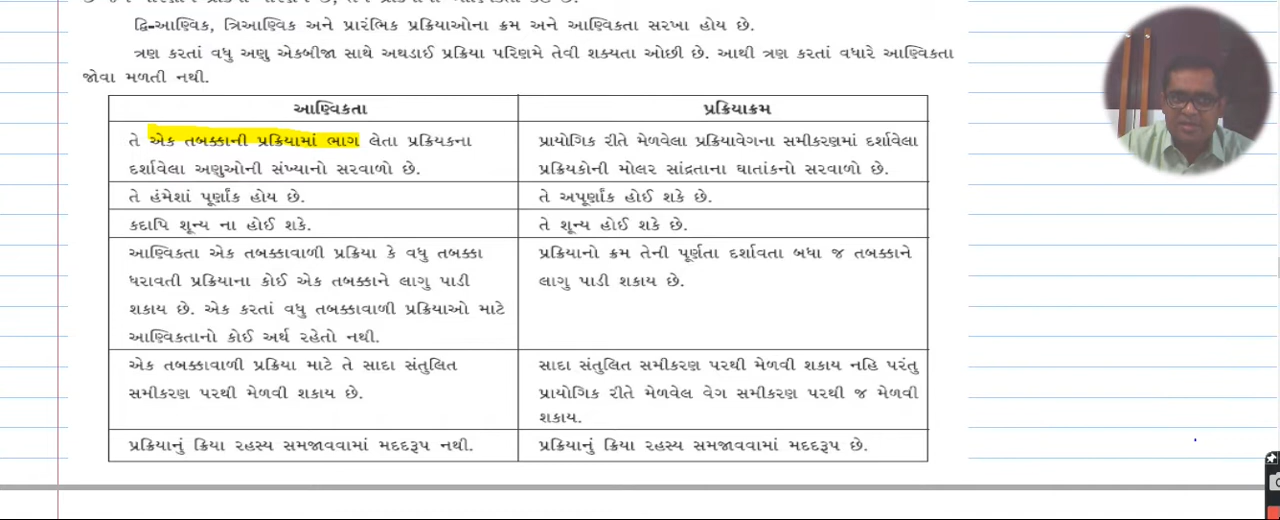 દ્વિ-આણ્વિક, ત્રિઆણ્વિક અને પ્રારંભિક પ્રક્રિયાઓના ક્રમ અને આણ્વિકતા સરખા હોય છે.
ત્રણ કરતાં વધુ અણુ એકબીજા સાથે અથડાઈ પ્રક્રિયા પરિણમે તેવી શક્યતા ઓછી છે. આથી ત્રણ કરતાં વધારે આણ્વિકતા
જોવા મળતી નથી.
આણ્વિકતા
પ્રક્રિયાક્રમ
તે એક તબક્કાની પ્રક્રિયામાં ભાગ લેતા પ્રક્રિયકના
દર્શાવેલા અણુઓની સંખ્યાનો સરવાળો છે.
પ્રાયોગિક રીતે મેળવેલા પ્રક્રિયાવેગના સમીકરણમાં દર્શાવેલા
પ્રક્રિયકોની મોલર સાંદ્રતાના ઘાતાંકનો સરવાળો છે.
તે હંમેશાં પૂર્ણાંક હોય છે.
તે અપૂર્ણાંક હોઈ શકે છે.
કદાપિ શૂન્ય ના હોઈ શકે.
તે શૂન્ય હોઈ શકે છે.
આણ્વિકતા એક તબક્કાવાળી પ્રક્રિયા કે વધુ તબક્કા
ધરાવતી પ્રક્રિયાના કોઈ એક તબક્કાને લાગુ પાડી
શકાય છે. એક કરતાં વધુ તબક્કાવાળી પ્રક્રિયાઓ માટે
આણ્વિકતાનો કોઈ અર્થ રહેતો નથી.
પ્રક્રિયાનો ક્રમ તેની પૂર્ણતા દર્શાવતા બધા જ તબક્કાને
લાગુ પાડી શકાય છે.
એક તબક્કાવાળી પ્રક્રિયા માટે તે સાદા સંતુલિત
સમીકરણ પરથી મેળવી શકાય છે.
સાદા સંતુલિત સમીકરણ પરથી મેળવી શકાય નહિ પરંતુ
પ્રાયોગિક રીતે મેળવેલ વેગ સમીકરણ પરથી જ મેળવી
શકાય.
પ્રક્રિયાનું ક્રિયા રહસ્ય સમજાવવામાં મદદરૂપ નથી.
પ્રક્રિયાનું ક્રિયા રહસ્ય સમજાવવામાં મદદરૂપ છે.